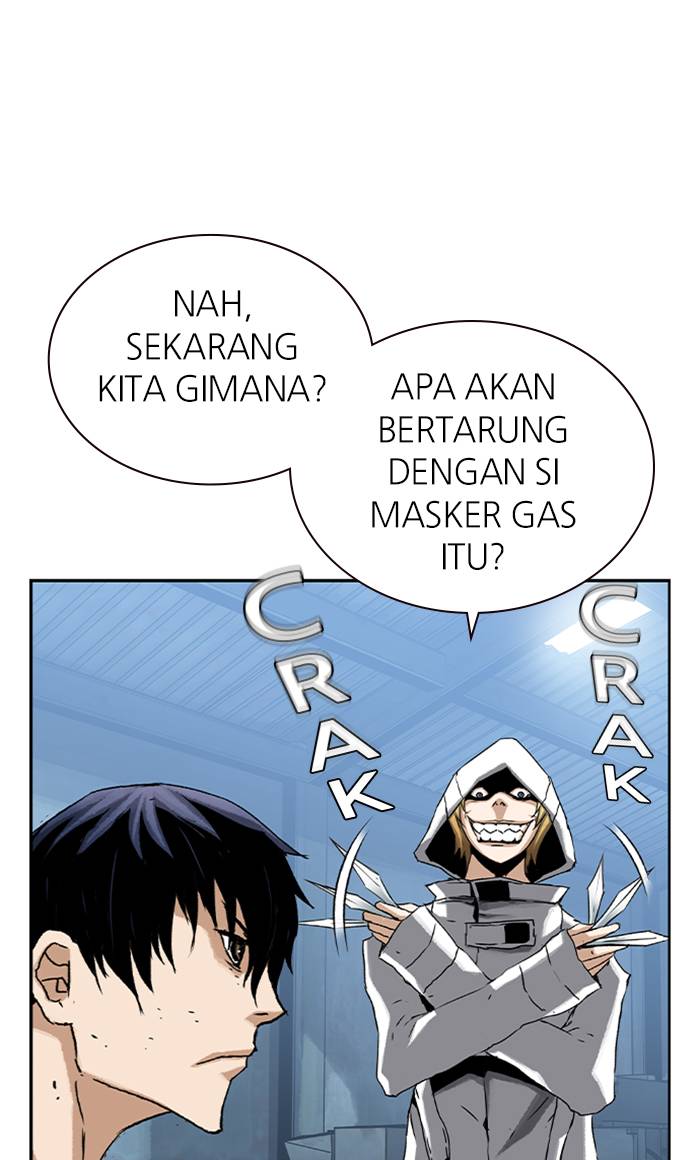 NAH,
SEKARANG
KITA GIMANA?
APA AKAN
BERTARUNG
DENGAN SI
MASKER GAS
ITU?
CRAK
CRAK